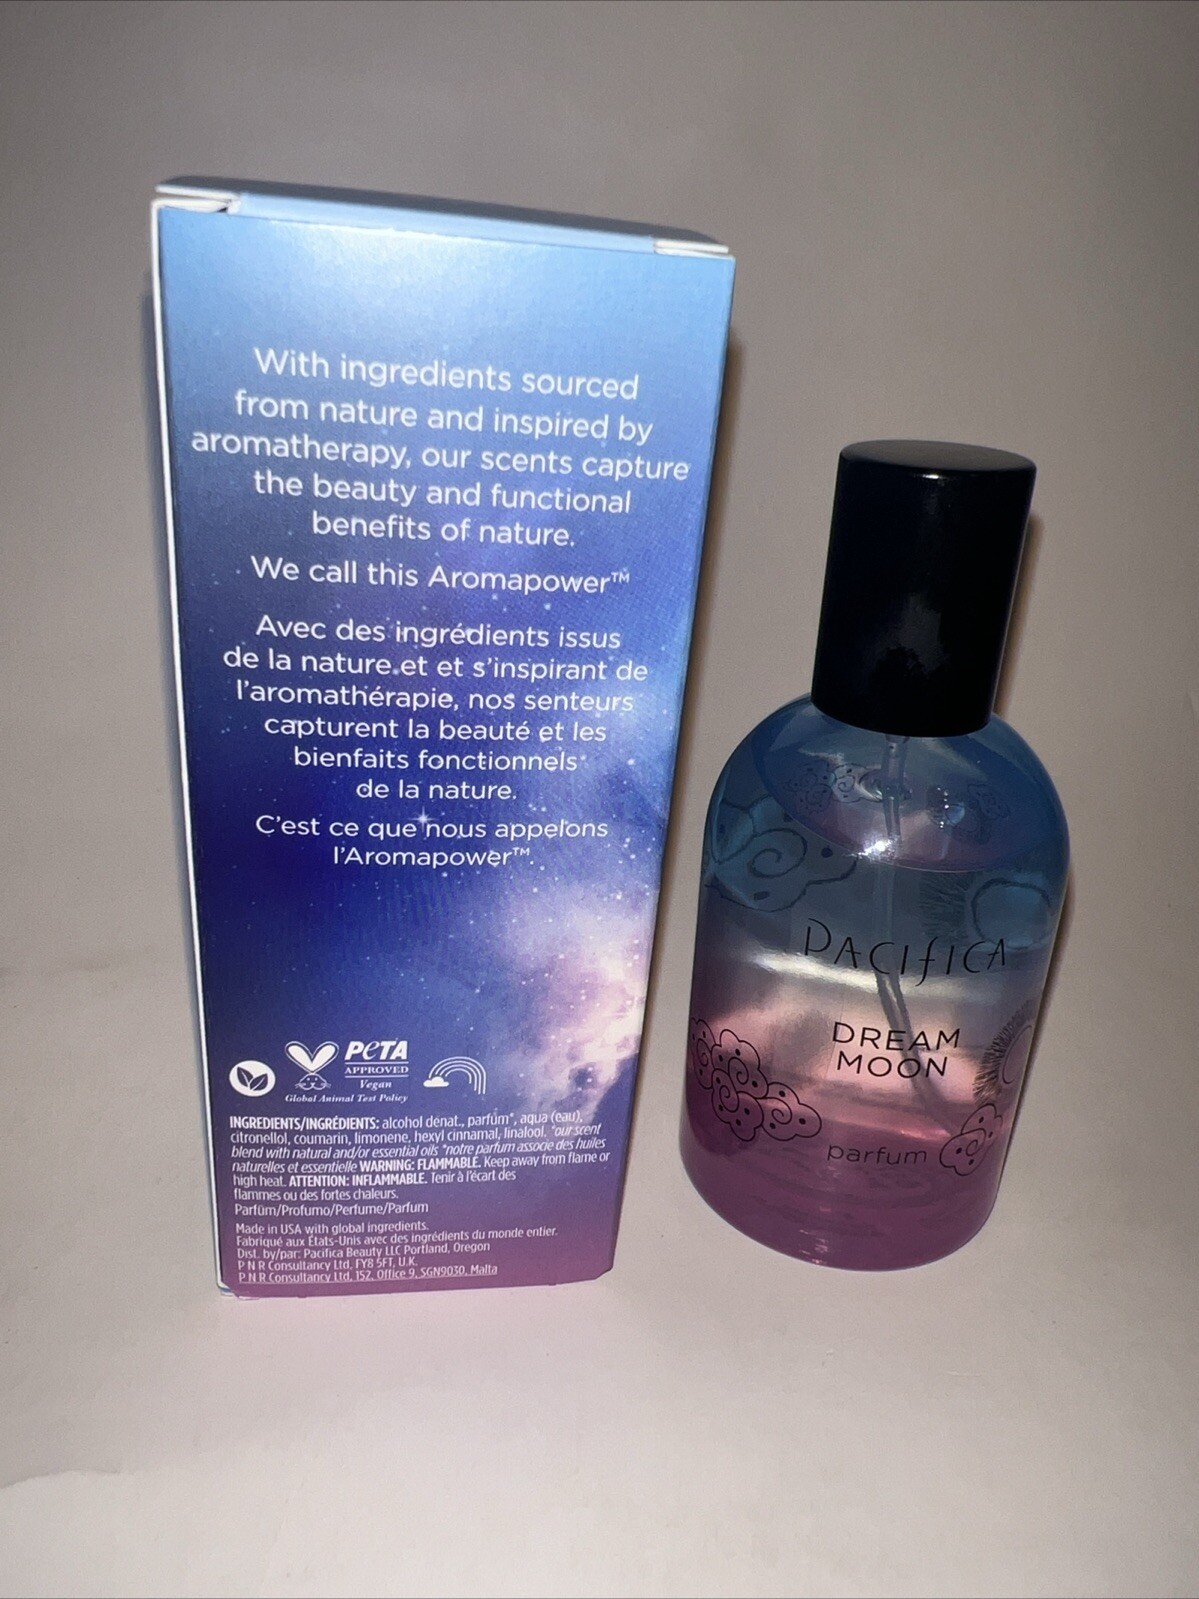 With ingredients sourced
from nature and inspired by
aromatherapy, our scents capture
the beauty and functional
benefits of nature.
We call this Aromapower™
Avec des ingrédients issus
de la nature et et s'inspirant de
l'aromathérapie, nos senteurs
capturent la beauté et les
bienfaits fonctionnels
de la nature.
C'est ce que nous appelons
l'Aromapower™.
PeTA
APPROVED
Vegan
Global Animal Test Policy
INGREDIENTS/INGRÉDIENTS: alcohol denat., parfum*, aqua (eau),
citronellol, coumarin, limonene, hexyl cinnamal, linalool. *our scent
blend with natural and/or essential oils *notre parfum associe des huiles
naturelles et essentielle WARNING: FLAMMABLE. Keep away from flame or
high heat. ATTENTION: INFLAMMABLE. Tenir à l'écart des
flammes ou des fortes chaleurs.
Parfüm/Profumo/Perfume/Parfum
Made in USA with global ingredients.
Fabriqué aux États-Unis avec des ingrédients du monde entier.
Dist. by/par: Pacifica Beauty LLC Portland, Oregon
P N R Consultancy Ltd, FY8 5FT, U.K.
P N R Consultancy Ltd, 152, Office 9, SGN9030, Malta
PACIFICA
DREAM
MOON
parfum